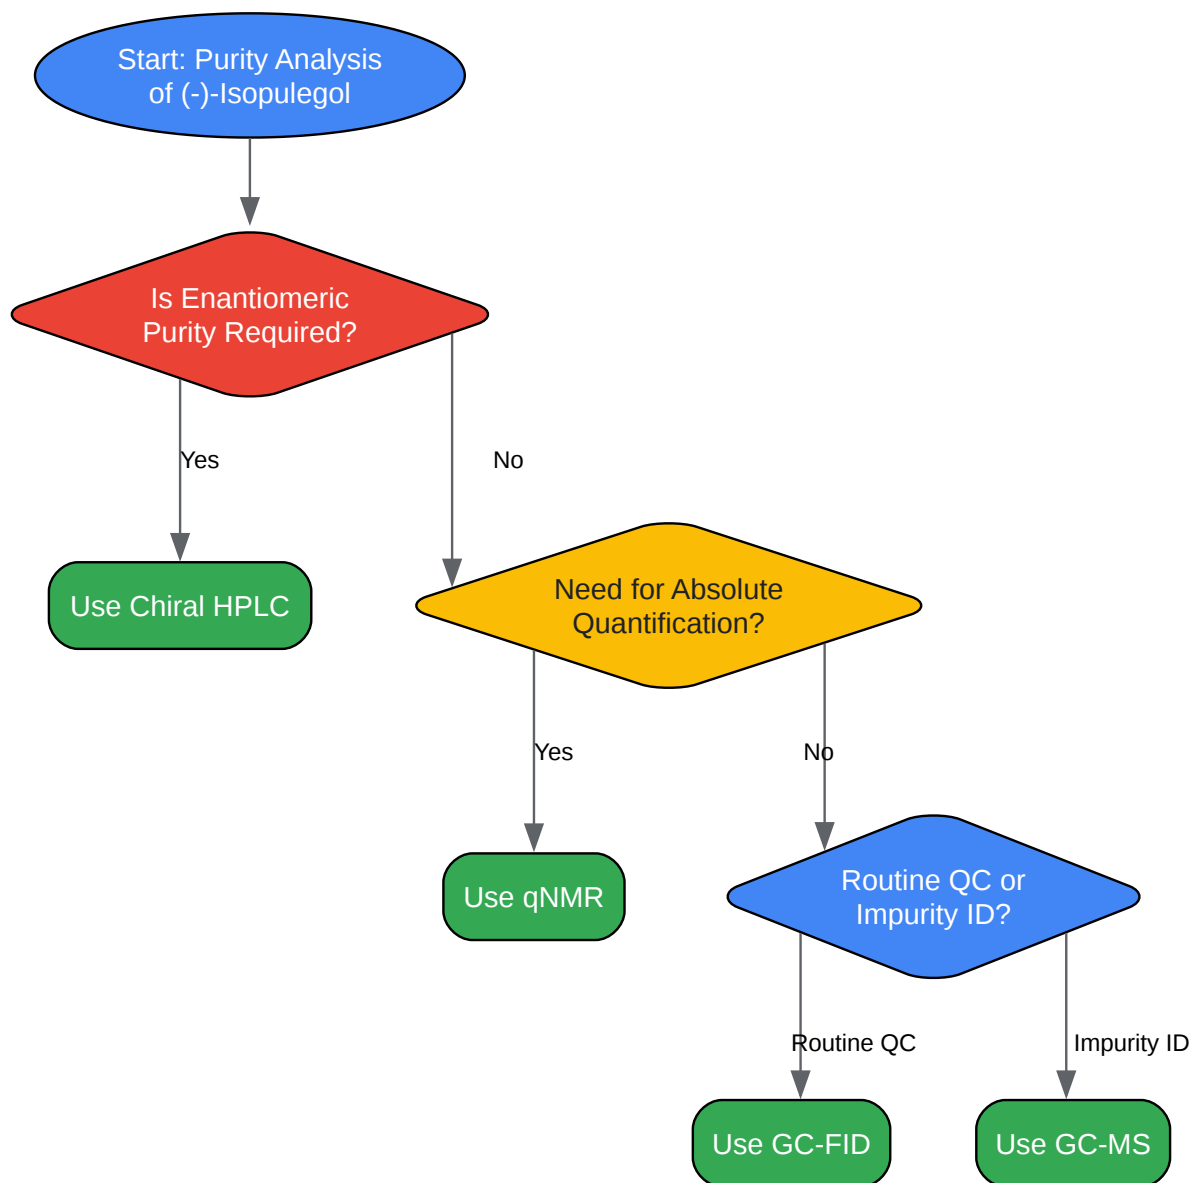 Start: Purity Analysis
of (-)-Isopulegol
Is Enantiomeric
Purity Required?
Yes
No
Use Chiral HPLC
Need for Absolute
Quantification?
Yes
No
Use qNMR
Routine QC or
Impurity ID?
Routine QC
Impurity ID
Use GC-FID
Use GC-MS